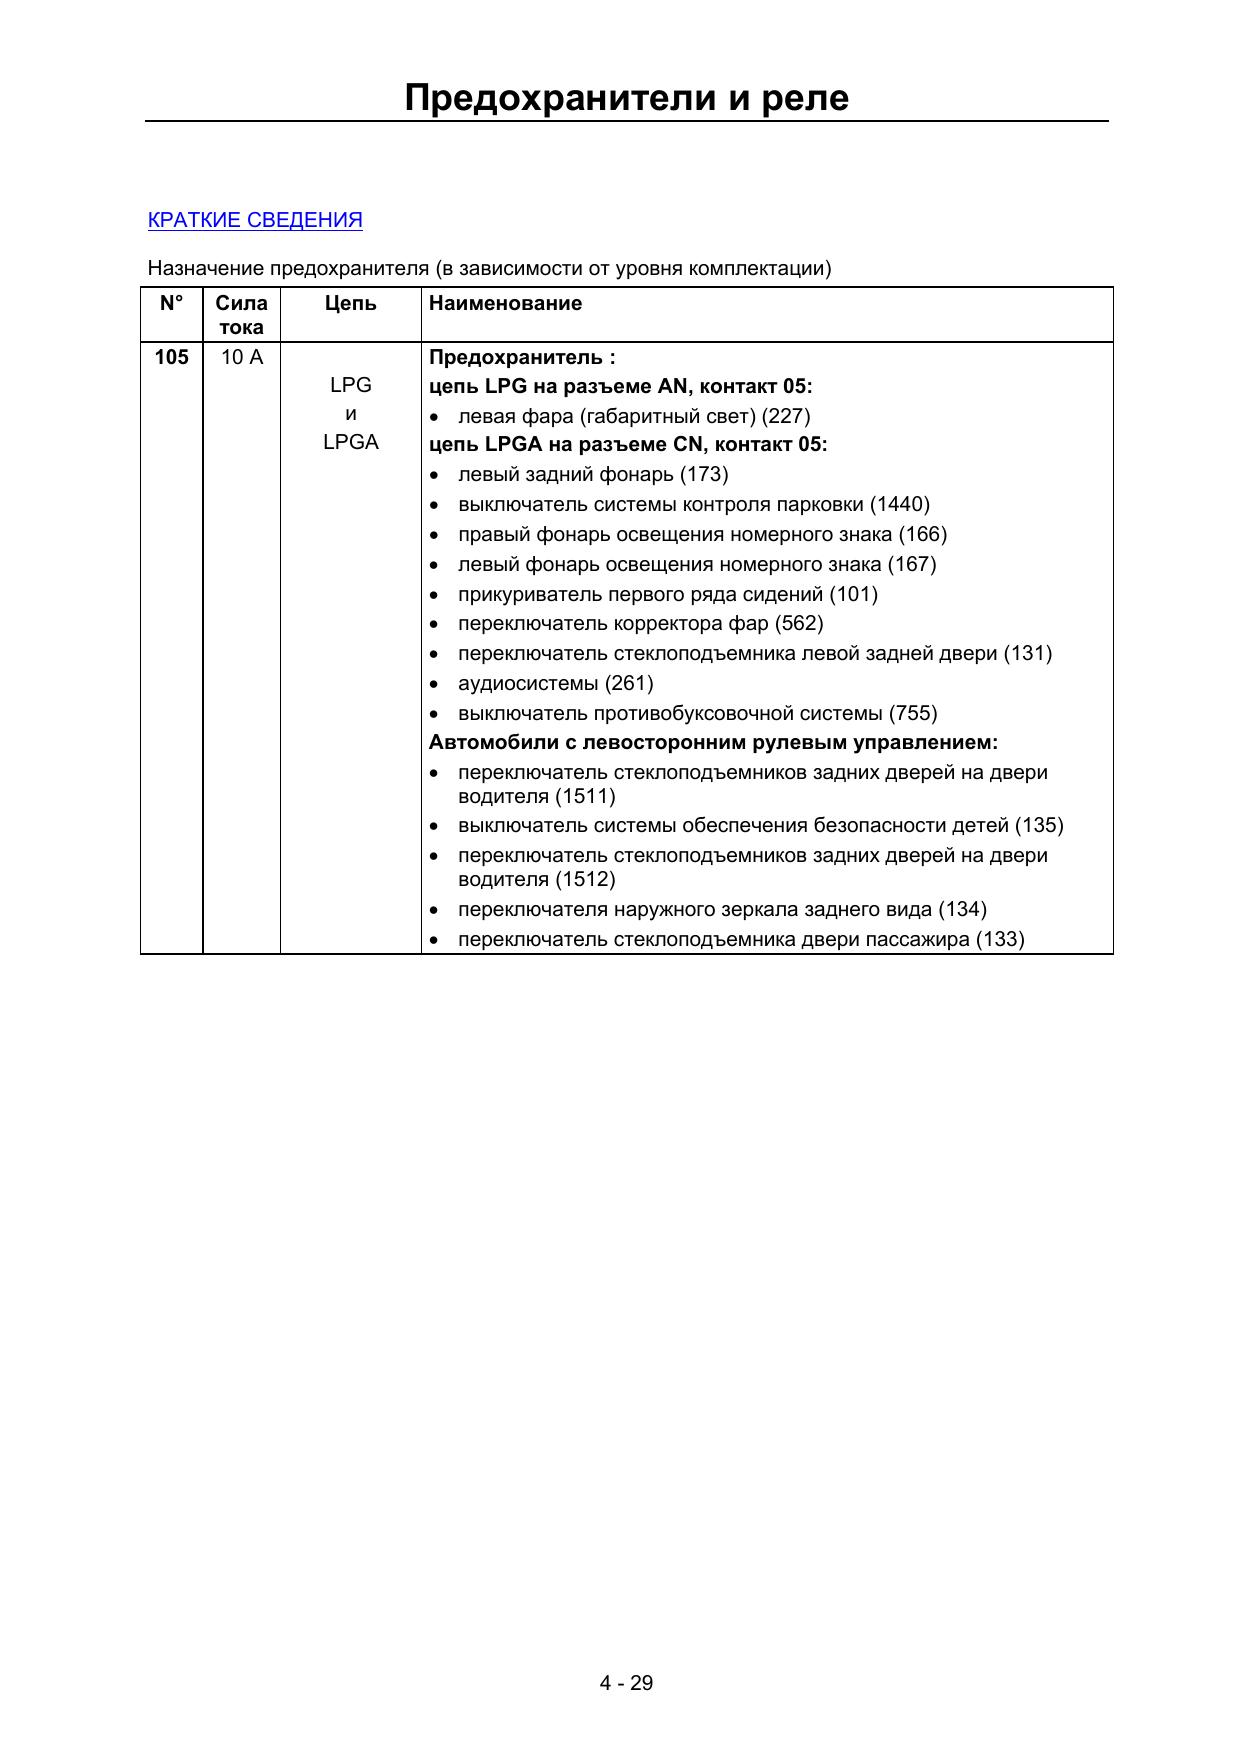 Предохранители и реле
КРАТКИЕ СВЕДЕНИЯ
Назначение предохранителя (в зависимости от уровня комплектации)
N° Сила тока Цепь Наименование
105 10 А
LPG
и
LPGA
Предохранитель :
цепь LPG на разъеме AN, контакт 05:
• левая фара (габаритный свет) (227)
цепь LPGA на разъеме CN, контакт 05:
• левый задний фонарь (173)
• выключатель системы контроля парковки (1440)
• правый фонарь освещения номерного знака (166)
• левый фонарь освещения номерного знака (167)
• прикуриватель первого ряда сидений (101)
• переключатель корректора фар (562)
• переключатель стеклоподъемника левой задней двери (131)
• аудиосистемы (261)
• выключатель противобуксовочной системы (755)
Автомобили с левосторонним рулевым управлением:
• переключатель стеклоподъемников задних дверей на двери
водителя (1511)
• выключатель системы обеспечения безопасности детей (135)
• переключатель стеклоподъемников задних дверей на двери
водителя (1512)
• переключателя наружного зеркала заднего вида (134)
• переключатель стеклоподъемника двери пассажира (133)
4 - 29